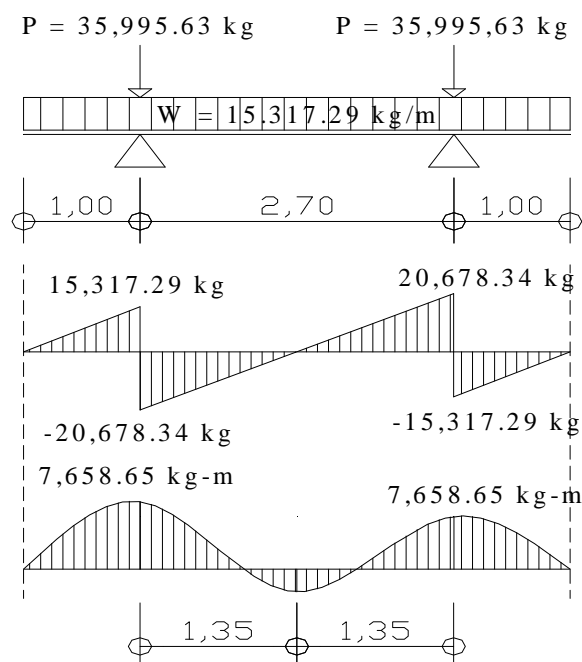 P = 35,995.63 kg P = 35,995,63 kg
W = 15.317.29 kg/m
1,00 2,70 1,00
15,317.29 kg 20,678.34 kg
-20,678.34 kg -15,317.29 kg
7,658.65 kg-m 7,658.65 kg-m
1,35 1,35